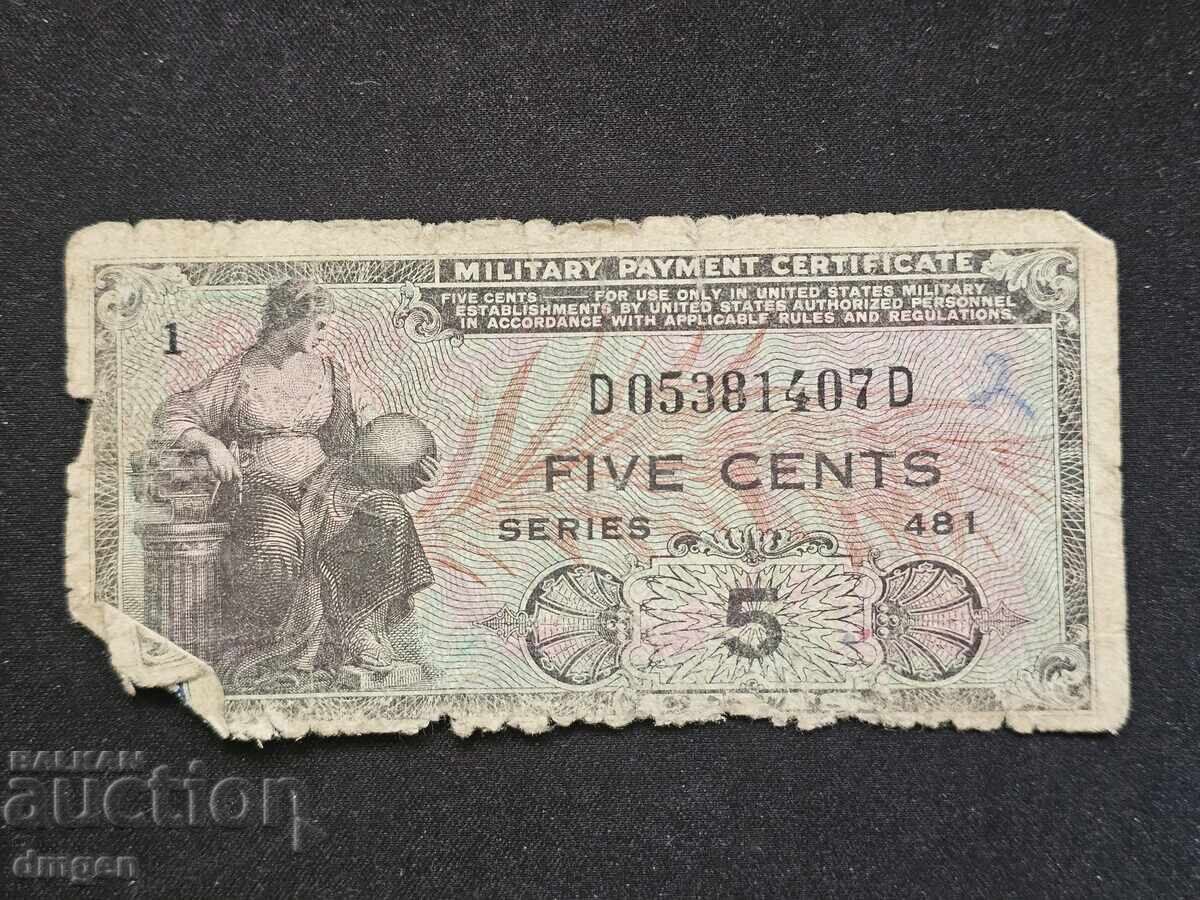 MILITARY PAYMENT CERTIFICATE
FIVE CENTS FOR USE ONLY IN UNITED STATES MILITARY
ESTABLISHMENTS BY UNITED STATES AUTHORIZED PERSONNEL
IN ACCORDANCE WITH APPLICABLE RULES AND REGULATIONS.
1
D05381407D
FIVE CENTS
SERIES 481
5
BALKAN
auction
dmgen